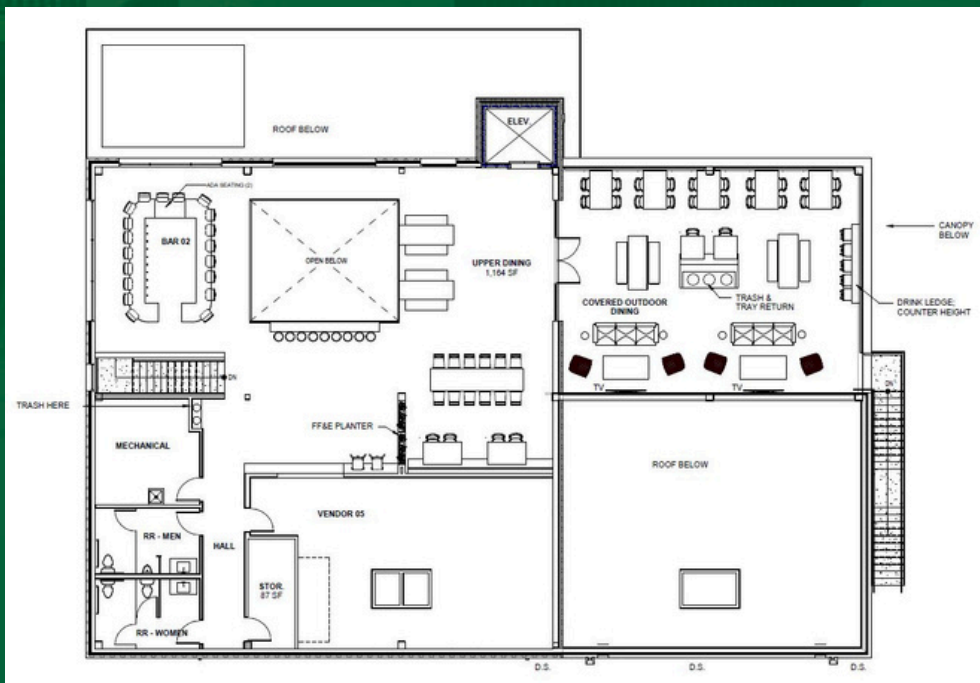 ROOF BELOW
ELEV.
ADA SEATING (2)
BAR 02
OPEN BELOW
UPPER DINING
1,164 SF
CANOPY
BELOW
COVERED OUTDOOR
DINING
TRASH &
TRAY RETURN
DRINK LEDGE;
COUNTER HEIGHT
DN
TV
TV
DN
TRASH HERE
FF&E PLANTER
MECHANICAL
ROOF BELOW
VENDOR 05
RR - MEN
HALL
STOR.
87 SF
RR - WOMEN
D.S.
D.S.
D.S.